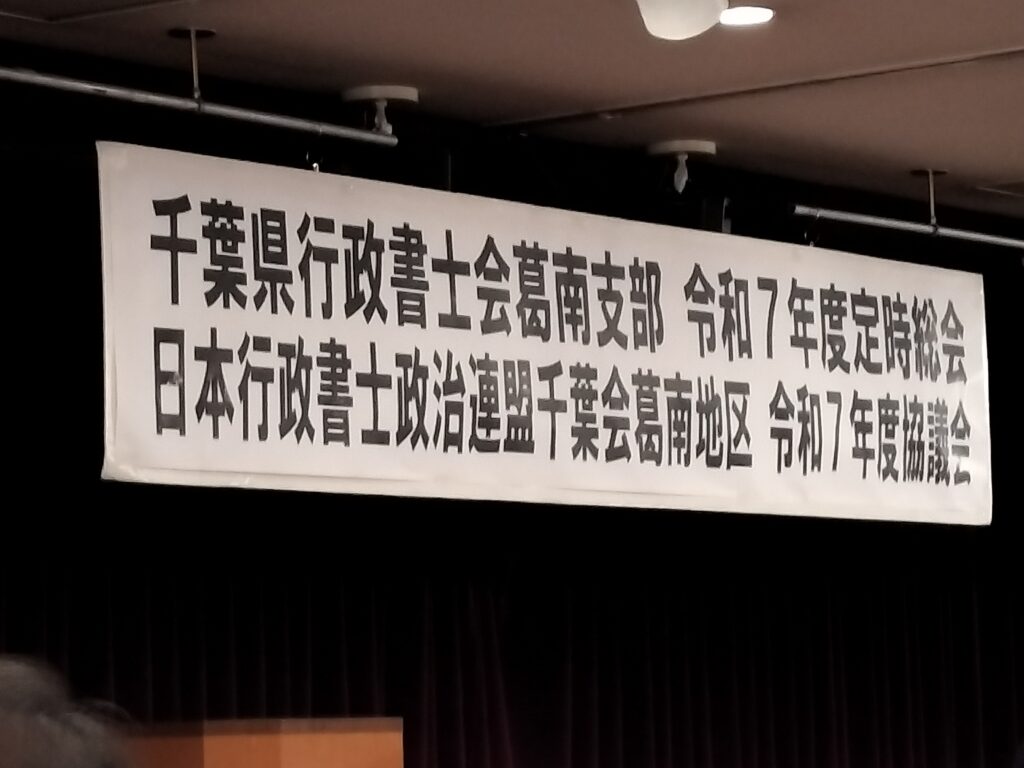 千葉県行政書士会葛南支部 令和７年度定時総会
日本行政書士政治連盟千葉会葛南地区 令和７年度協議会